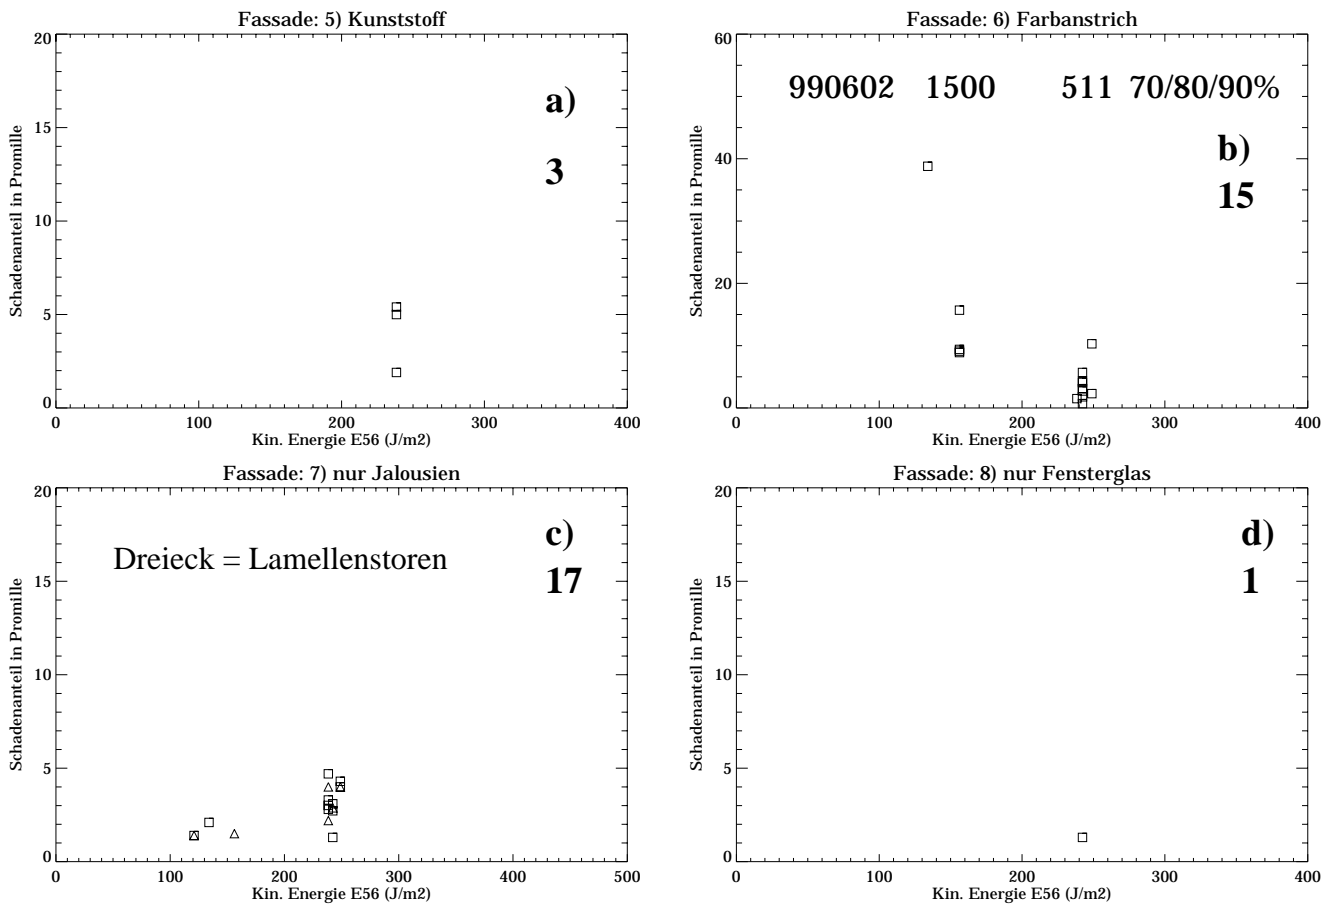 Fassade: 5) Kunststoff
20
15
10
5
0
Schadenanteil in Promille
a)
3
0 100 200 300 400
Kin. Energie E56 (J/m2)
Fassade: 6) Farbanstrich
60
40
20
0
Schadenanteil in Promille
990602 1500 511 70/80/90%
b)
15
0 100 200 300 400
Kin. Energie E56 (J/m2)
Fassade: 7) nur Jalousien
20
15
10
5
0
Schadenanteil in Promille
c)
Dreieck = Lamellenstoren
17
0 100 200 300 400 500
Kin. Energie E56 (J/m2)
Fassade: 8) nur Fensterglas
20
15
10
5
0
Schadenanteil in Promille
d)
1
0 100 200 300 400
Kin. Energie E56 (J/m2)